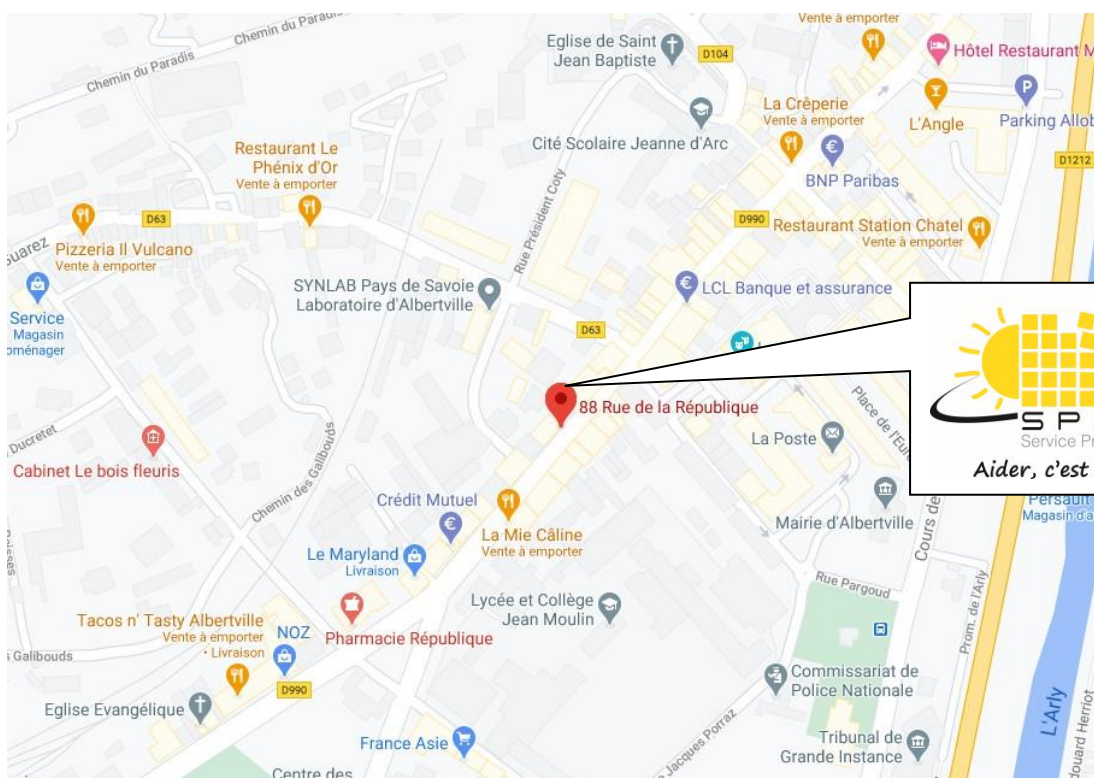 Chemin du Paradis
Chemin du Paradis
Vente à emporter
Eglise de Saint
Jean Baptiste
D104
Hôtel Restaurant M
La Crêperie
Vente à emporter
L'Angle
Parking Allob
Cité Scolaire Jeanne d'Arc
BNP Paribas
D1212
Restaurant Le
Phénix d'Or
Vente à emporter
D63
Rue Président Coty
D990
Restaurant Station Chatel
Vente à emporter
Suarez
Pizzeria Il Vulcano
Vente à emporter
SYNLAB Pays de Savoie
Laboratoire d'Albertville
LCL Banque et assurance
Service
Magasin
D63
88 Rue de la République
Place de l'Eur
La Poste
S P
Service Pr
Aider, c'est
Ducretet
Cabinet Le bois fleuris
Chemin des Galibouds
Crédit Mutuel
La Mie Câline
Vente à emporter
Mairie d'Albertville
Cours de
Persault
Magasin d'a
Le Maryland
Livraison
Rue Pargoud
Prom. de l'Arly
Lycée et Collège
Jean Moulin
Pharmacie République
Tacos n' Tasty Albertville
Vente à emporter
• Livraison
NOZ
s Galibouds
D990
Commissariat de
Police Nationale
Eglise Evangélique
France Asie
Jacques Porraz
Tribunal de
Grande Instance
L'Arly
douard Herriot
Centre des